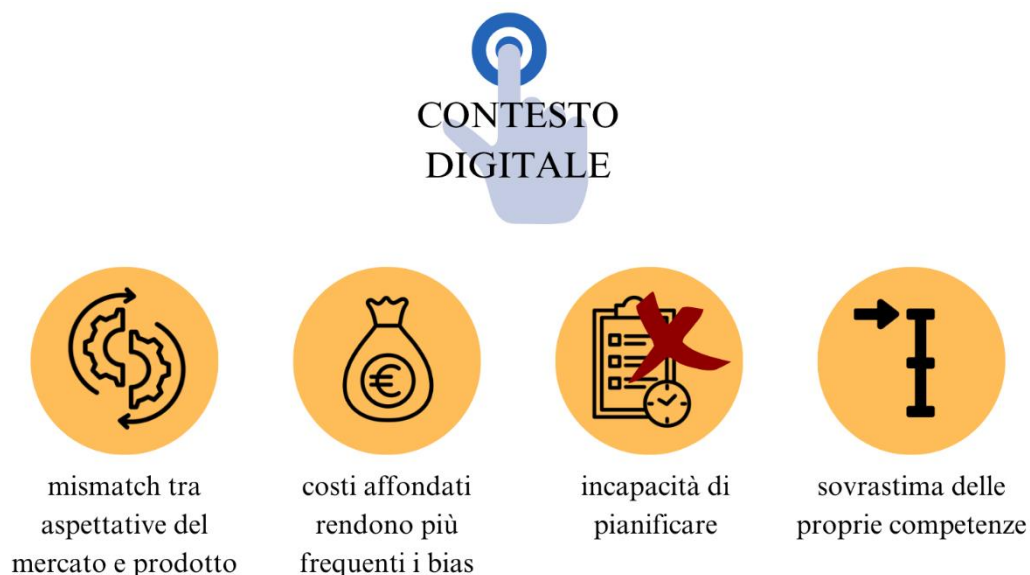 CONTESTO
DIGITALE
mismatch tra
aspettative del
mercato e prodotto
costi affondati
rendono più
frequenti i bias
incapacità di
pianificare
sovrastima delle
proprie competenze